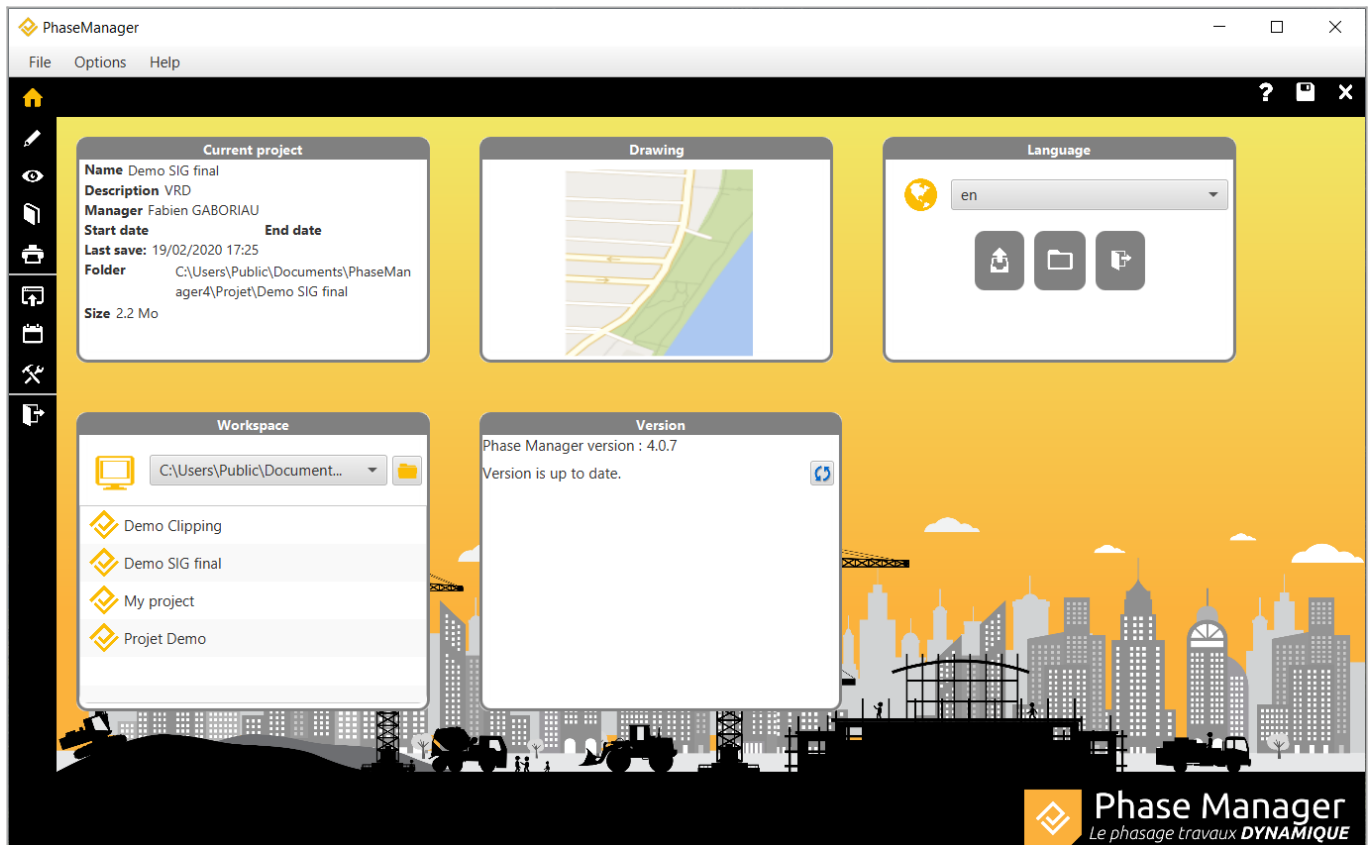 PhaseManager
File Options Help
?
Current project
Name Demo SIG final
Description VRD
Manager Fabien GABORIAU
Start date End date
Last save: 19/02/2020 17:25
Folder C:\Users\Public\Documents\PhaseMan
ager4\Projet\Demo SIG final
Size 2.2 Mo
Drawing
Language
en
Workspace
C:\Users\Public\Document...
Demo Clipping
Demo SIG final
My project
Projet Demo
Version
Phase Manager version : 4.0.7
Version is up to date.
Phase Manager
Le phasage travaux DYNAMIQUE